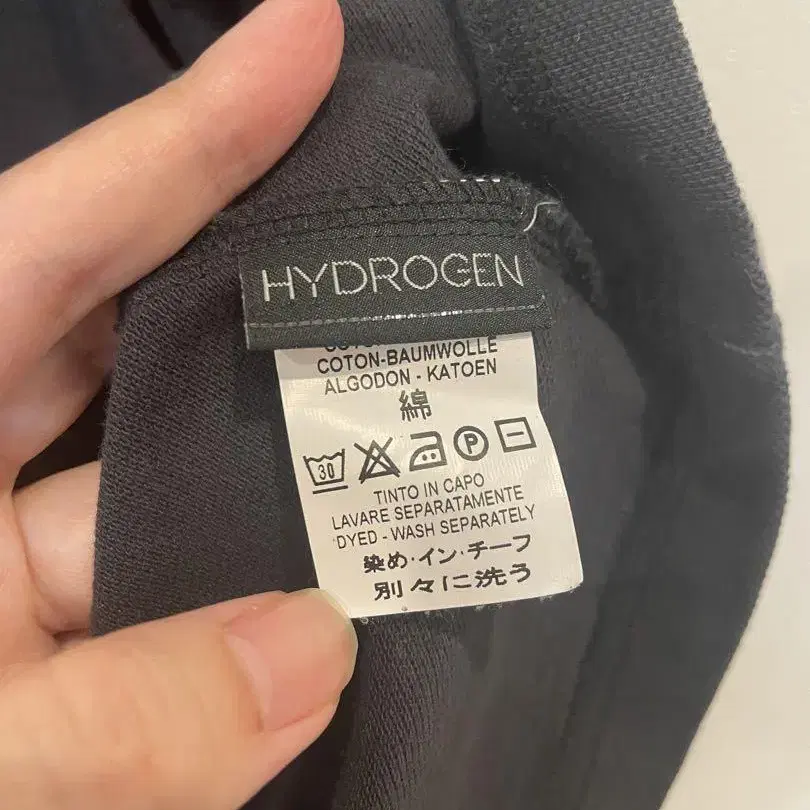 HYDROGEN
COTON-BAUMWOLLE
ALGODON - KATOEN
綿
30 P
TINTO IN CAPO
LAVARE SEPARATAMENTE
DYED - WASH SEPARATELY
染め・イン・チーフ
別々に洗う